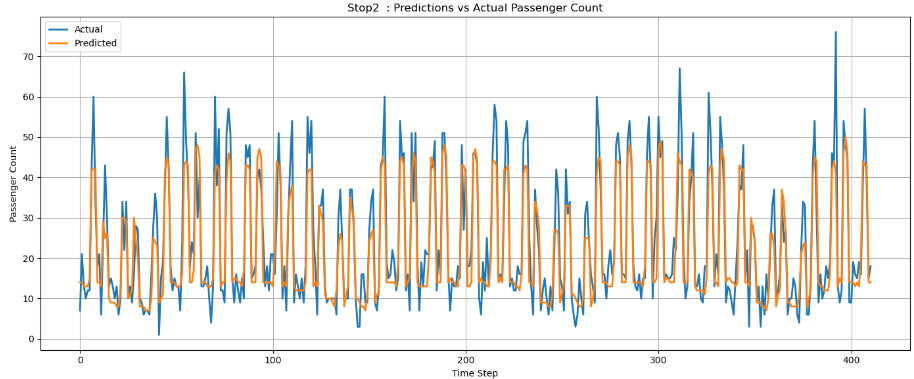 Stop2  : Predictions vs Actual Passenger Count
Actual
Predicted
Passenger Count
70
60
50
40
30
20
10
0
0 100 200 300 400
Time Step